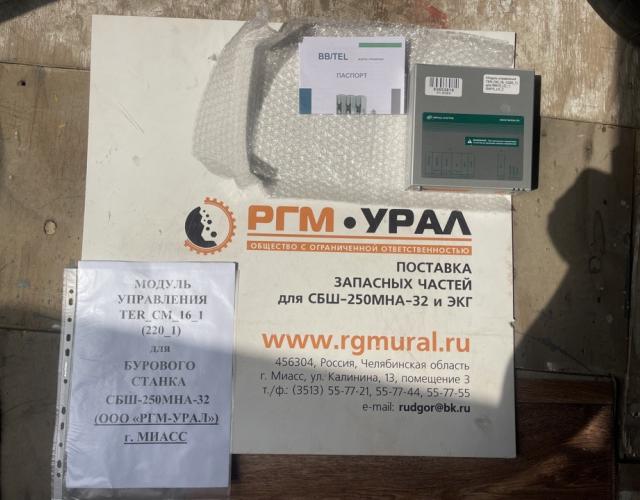 BB/TEL
ПАСПОРТ
Модуль управления
РГМ•УРАЛ
ОБЩЕСТВО С ОГРАНИЧЕННОЙ ОТВЕТСТВЕННОСТЬЮ
ПОСТАВКА
ЗАПАСНЫХ ЧАСТЕЙ
для СБШ-250МНА-32 и ЭКГ
www.rgmural.ru
456304, Россия, Челябинская область
г. Миасс, ул. Калинина, 13, помещение 3
т./ф.: (3513) 55-77-21, 55-77-44, 55-77-55
e-mail: rudgor@bk.ru
МОДУЛЬ
УПРАВЛЕНИЯ
TER_CM_16_1
(220_1)
для
БУРОВОГО
СТАНКА
СБШ-250МНА-32
(ООО «РГМ-УРАЛ»)
г. МИАСС